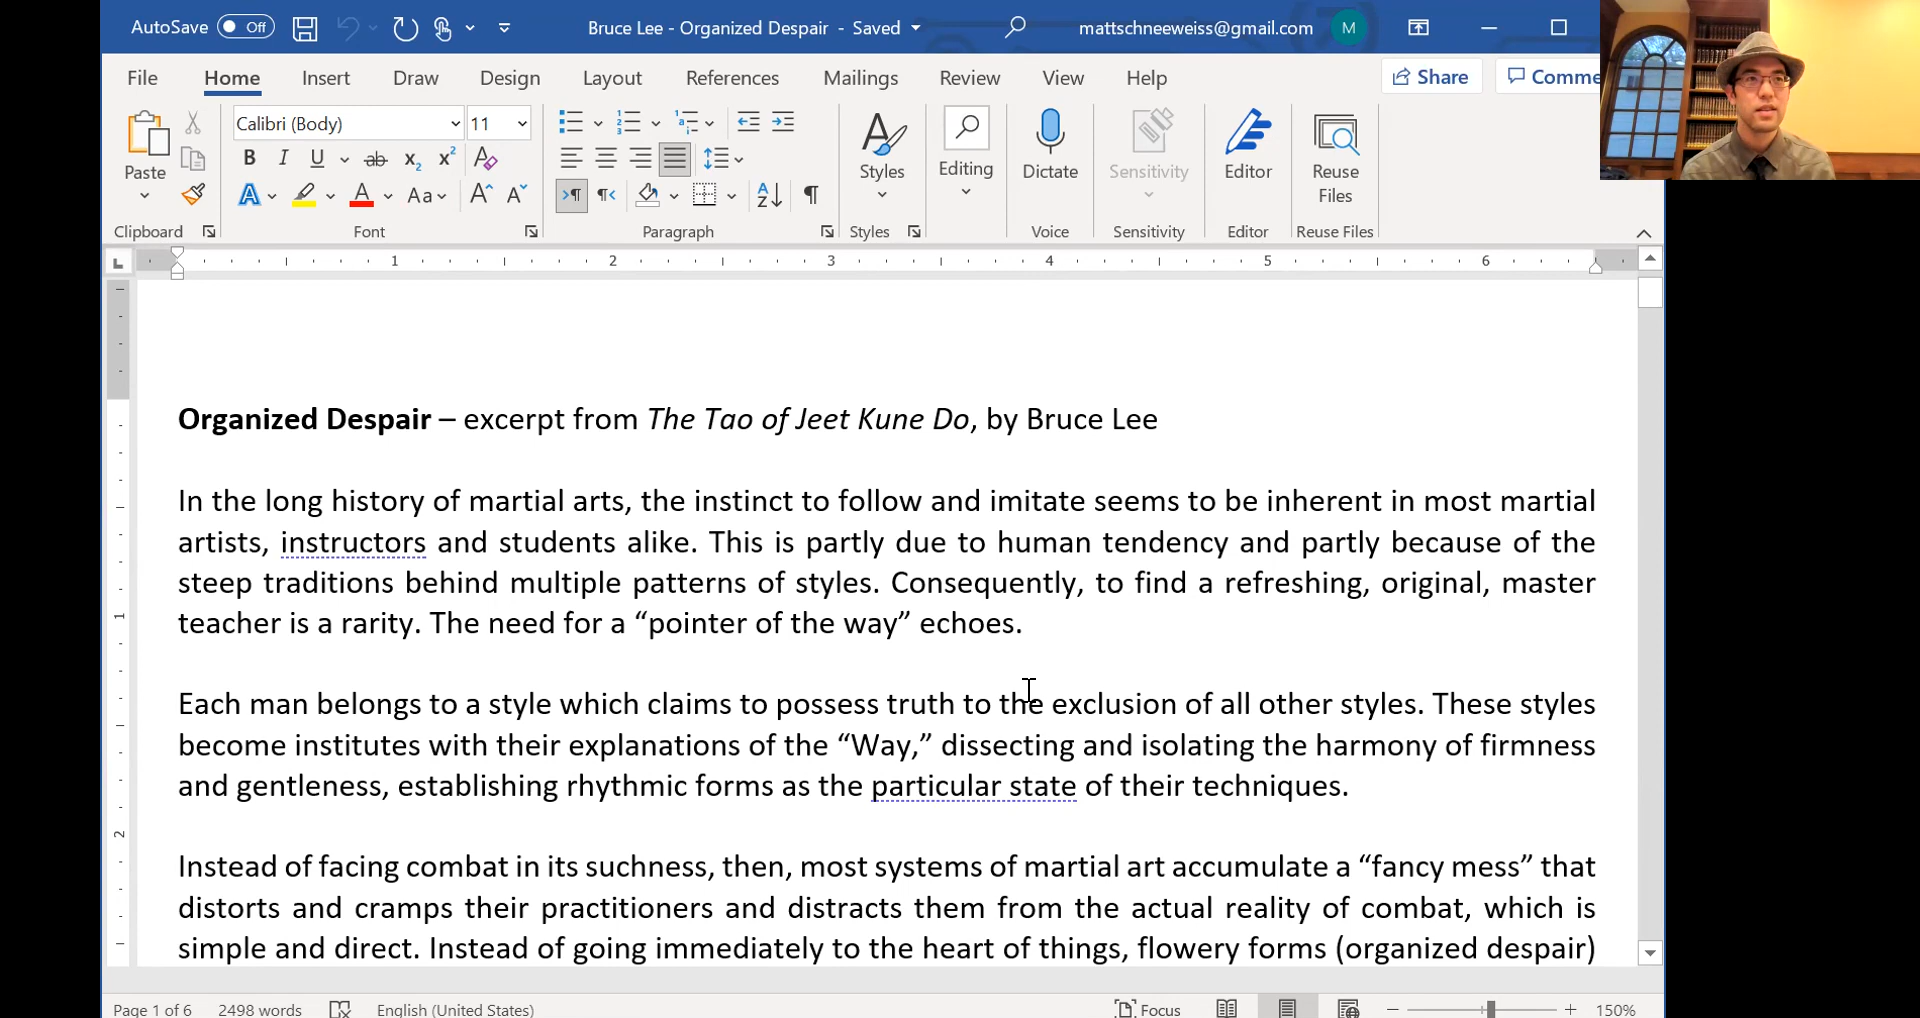 AutoSave Off Bruce Lee - Organized Despair - Saved mattschneeweiss@gmail.com M
File Home Insert Draw Design Layout References Mailings Review View Help Share Comme
Calibri (Body) 11
Paste Styles Editing Dictate Sensitivity Editor Reuse Files
Clipboard Font Paragraph Styles Voice Sensitivity Editor Reuse Files
1 2 3 4 5 6
Organized Despair – excerpt from The Tao of Jeet Kune Do, by Bruce Lee
In the long history of martial arts, the instinct to follow and imitate seems to be inherent in most martial
artists, instructors and students alike. This is partly due to human tendency and partly because of the
steep traditions behind multiple patterns of styles. Consequently, to find a refreshing, original, master
teacher is a rarity. The need for a “pointer of the way” echoes.
Each man belongs to a style which claims to possess truth to the exclusion of all other styles. These styles
become institutes with their explanations of the “Way,” dissecting and isolating the harmony of firmness
and gentleness, establishing rhythmic forms as the particular state of their techniques.
Instead of facing combat in its suchness, then, most systems of martial art accumulate a “fancy mess” that
distorts and cramps their practitioners and distracts them from the actual reality of combat, which is
simple and direct. Instead of going immediately to the heart of things, flowery forms (organized despair)
Page 1 of 6 2498 words English (United States) Focus 150%